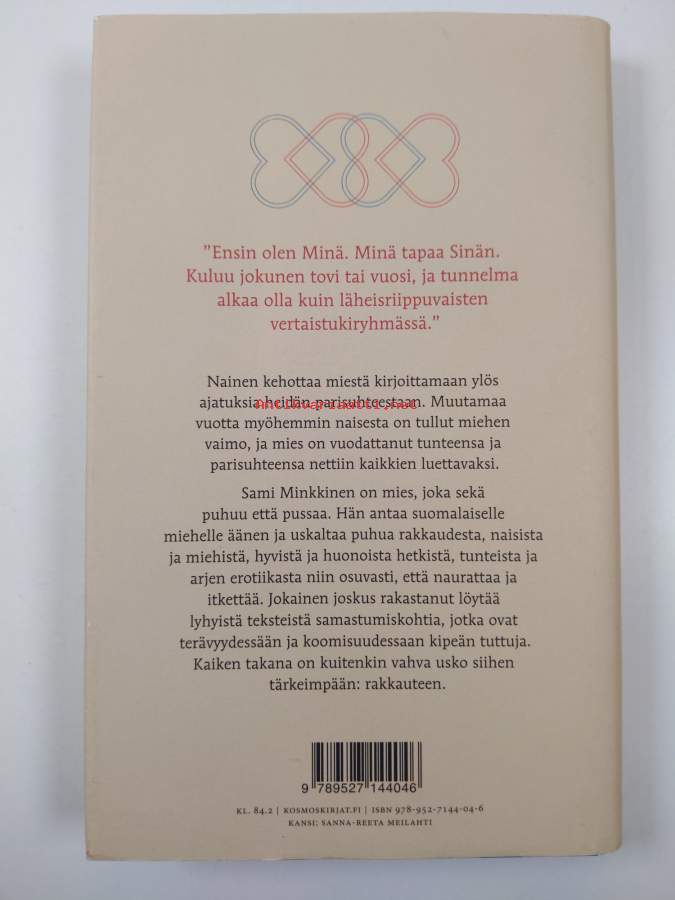 ”Ensin olen Minä. Minä tapaa Sinän.
Kuluu jokunen tovi tai vuosi, ja tunnelma
alkaa olla kuin läheisriippuvaisten
vertaistukiryhmässä.”
Nainen kehottaa miestä kirjoittamaan ylös
ajatuksia heidän parisuhteestaan. Muutamaa
Antikvariaatti.net
vuotta myöhemmin naisesta on tullut miehen
vaimo, ja mies on vuodattanut tunteensa ja
parisuhteensa nettiin kaikkien luettavaksi.
Sami Minkkinen on mies, joka sekä
puhuu että pussaa. Hän antaa suomalaiselle
miehelle äänen ja uskaltaa puhua rakkaudesta, naisista
ja miehistä, hyvistä ja huonoista hetkistä, tunteista ja
arjen erotiikasta niin osuvasti, että naurattaa ja
itkettää. Jokainen joskus rakastanut löytää
lyhyistä teksteistä samastumiskohtia, jotka ovat
terävyydessään ja koomisuudessaan kipeän tuttuja.
Kaiken takana on kuitenkin vahva usko siihen
tärkeimpään: rakkauteen.
9 789527 144046
KL. 84.2 | KOSMOSKIRJAT.FI | ISBN 978-952-7144-04-6
KANSI: SANNA-REETA MEILAHTI